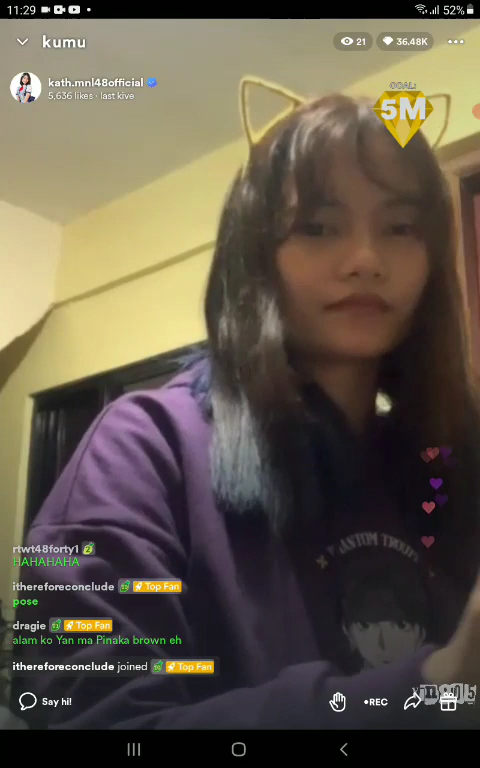 11:29
52%
kumu
21
36.48K
kath.mnl48official
5,636 likes · last kive
GOAL:
5M
rtwt48forty1
HAHAHAHA
ithereforeconclude Top Fan
pose
dragie Top Fan
alam ko Yan ma Pinaka brown eh
ithereforeconclude joined Top Fan
Say hi!
REC